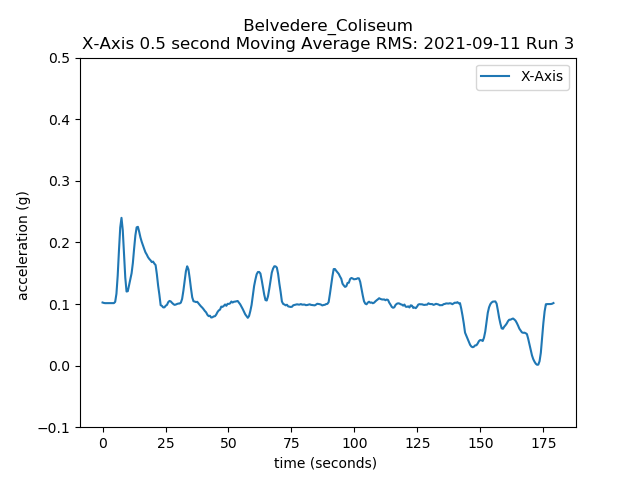 Belvedere_Coliseum
X-Axis 0.5 second Moving Average RMS: 2021-09-11 Run 3
X-Axis
0.5
0.4
0.3
0.2
0.1
0.0
−0.1
acceleration (g)
0 25 50 75 100 125 150 175
time (seconds)